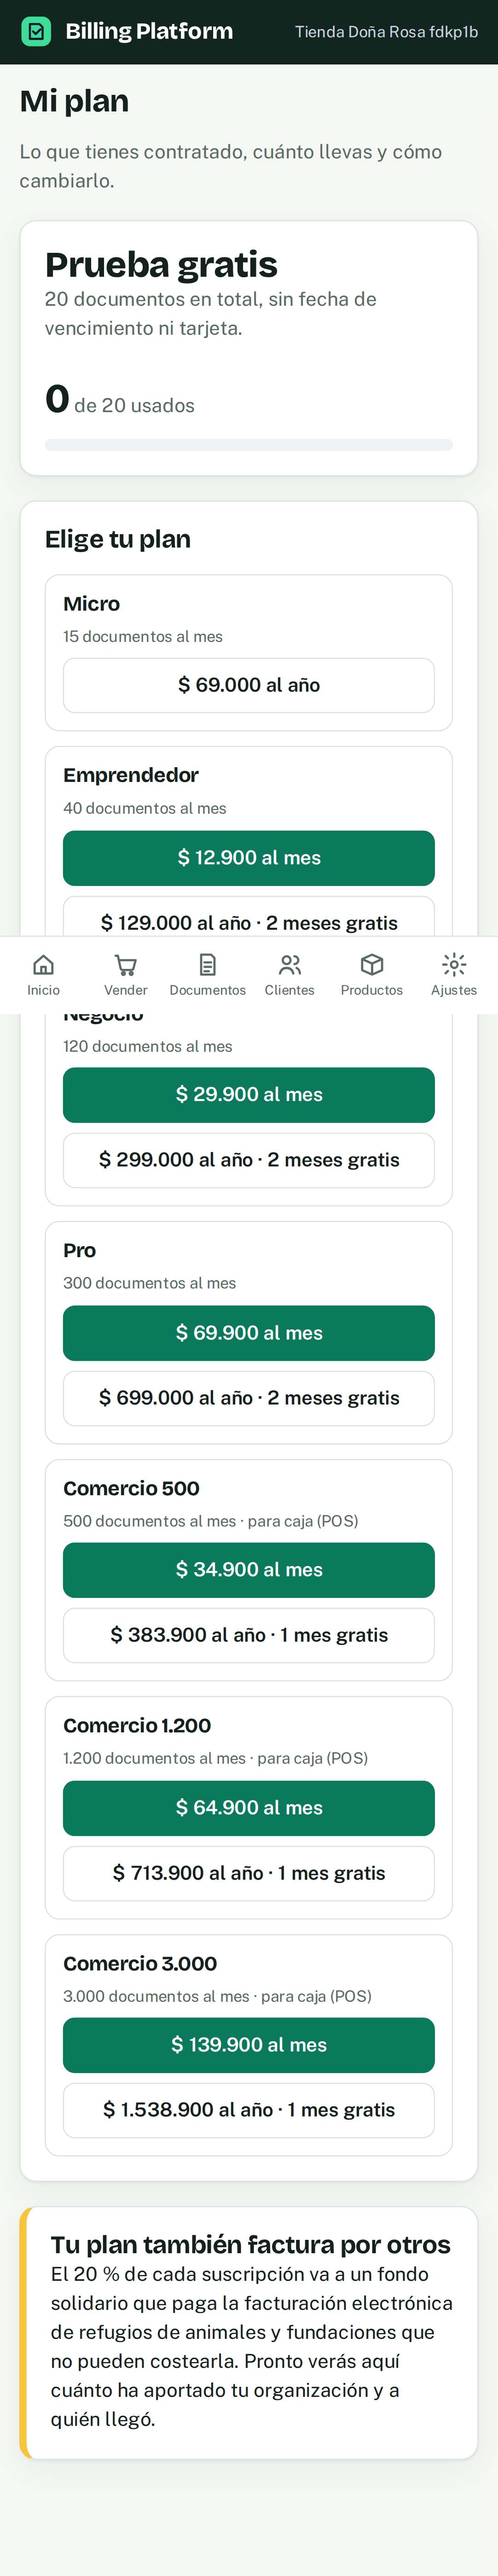 Billing Platform
Tienda Doña Rosa fdkp1b
Mi plan
Lo que tienes contratado, cuánto llevas y cómo
cambiarlo.
Prueba gratis
20 documentos en total, sin fecha de
vencimiento ni tarjeta.
0 de 20 usados
Elige tu plan
Micro
15 documentos al mes
$ 69.000 al año
Emprendedor
40 documentos al mes
$ 12.900 al mes
$ 129.000 al año · 2 meses gratis
Inicio
Vender
Documentos
Clientes
Productos
Ajustes
Negocio
120 documentos al mes
$ 29.900 al mes
$ 299.000 al año · 2 meses gratis
Pro
300 documentos al mes
$ 69.900 al mes
$ 699.000 al año · 2 meses gratis
Comercio 500
500 documentos al mes · para caja (POS)
$ 34.900 al mes
$ 383.900 al año · 1 mes gratis
Comercio 1.200
1.200 documentos al mes · para caja (POS)
$ 64.900 al mes
$ 713.900 al año · 1 mes gratis
Comercio 3.000
3.000 documentos al mes · para caja (POS)
$ 139.900 al mes
$ 1.538.900 al año · 1 mes gratis
Tu plan también factura por otros
El 20 % de cada suscripción va a un fondo
solidario que paga la facturación electrónica
de refugios de animales y fundaciones que
no pueden costearla. Pronto verás aquí
cuánto ha aportado tu organización y a
quién llegó.